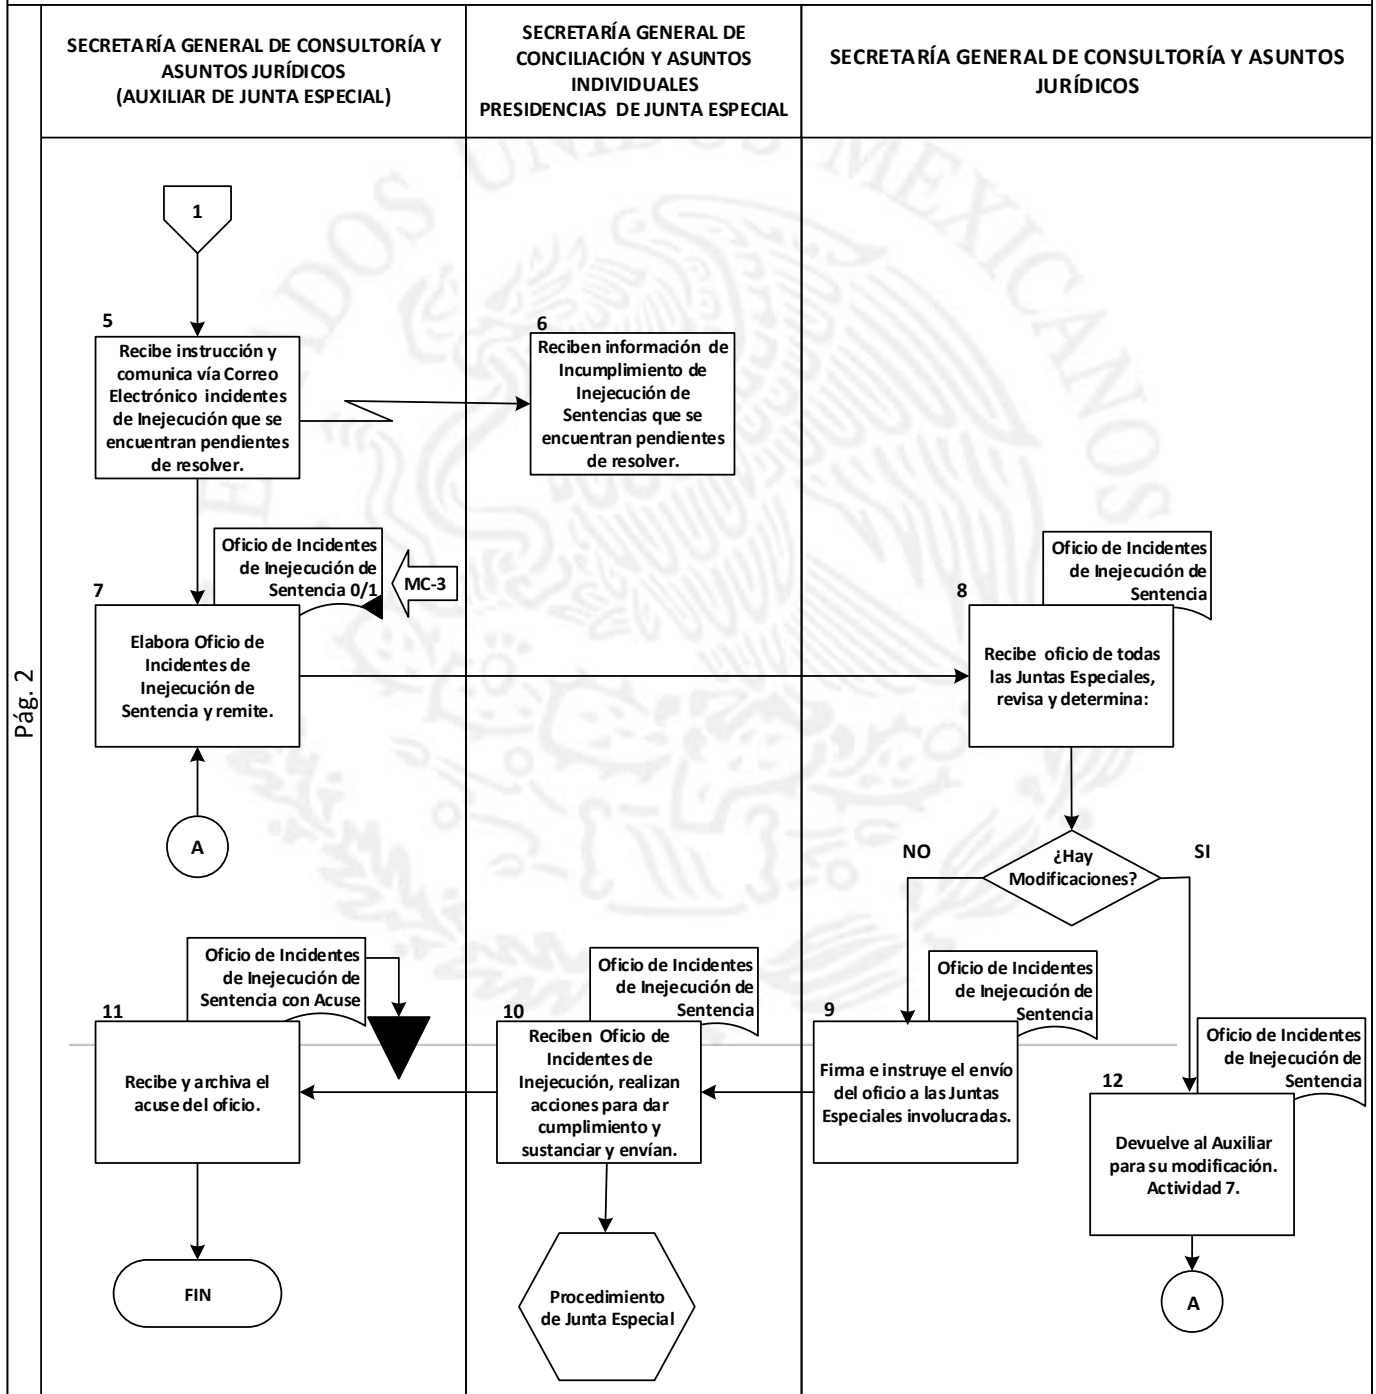 SECRETARÍA GENERAL DE CONSULTORÍA Y
ASUNTOS JURÍDICOS
(AUXILIAR DE JUNTA ESPECIAL)
SECRETARÍA GENERAL DE
CONCILIACIÓN Y ASUNTOS
INDIVIDUALES
PRESIDENCIAS DE JUNTA ESPECIAL
SECRETARÍA GENERAL DE CONSULTORÍA Y ASUNTOS
JURÍDICOS
Pág. 2
ESTADOS UNIDOS MEXICANOS
1
5
Recibe instrucción y
comunica vía Correo
Electrónico incidentes
de Inejecución que se
encuentran pendientes
de resolver.
6
Reciben información de
Incumplimiento de
Inejecución de
Sentencias que se
encuentran pendientes
de resolver.
Oficio de Incidentes
de Inejecución de
Sentencia 0/1
MC-3
7
Elabora Oficio de
Incidentes de
Inejecución de
Sentencia y remite.
Oficio de Incidentes
de Inejecución de
Sentencia
8
Recibe oficio de todas
las Juntas Especiales,
revisa y determina:
A
¿Hay
Modificaciones?
NO
SI
Oficio de Incidentes
de Inejecución de
Sentencia con Acuse
11
Recibe y archiva el
acuse del oficio.
Oficio de Incidentes
de Inejecución de
Sentencia
10
Reciben Oficio de
Incidentes de
Inejecución, realizan
acciones para dar
cumplimiento y
sustanciar y envían.
Oficio de Incidentes
de Inejecución de
Sentencia
9
Firma e instruye el envío
del oficio a las Juntas
Especiales involucradas.
Oficio de Incidentes
de Inejecución de
Sentencia
12
Devuelve al Auxiliar
para su modificación.
Actividad 7.
FIN
Procedimiento
de Junta Especial
A